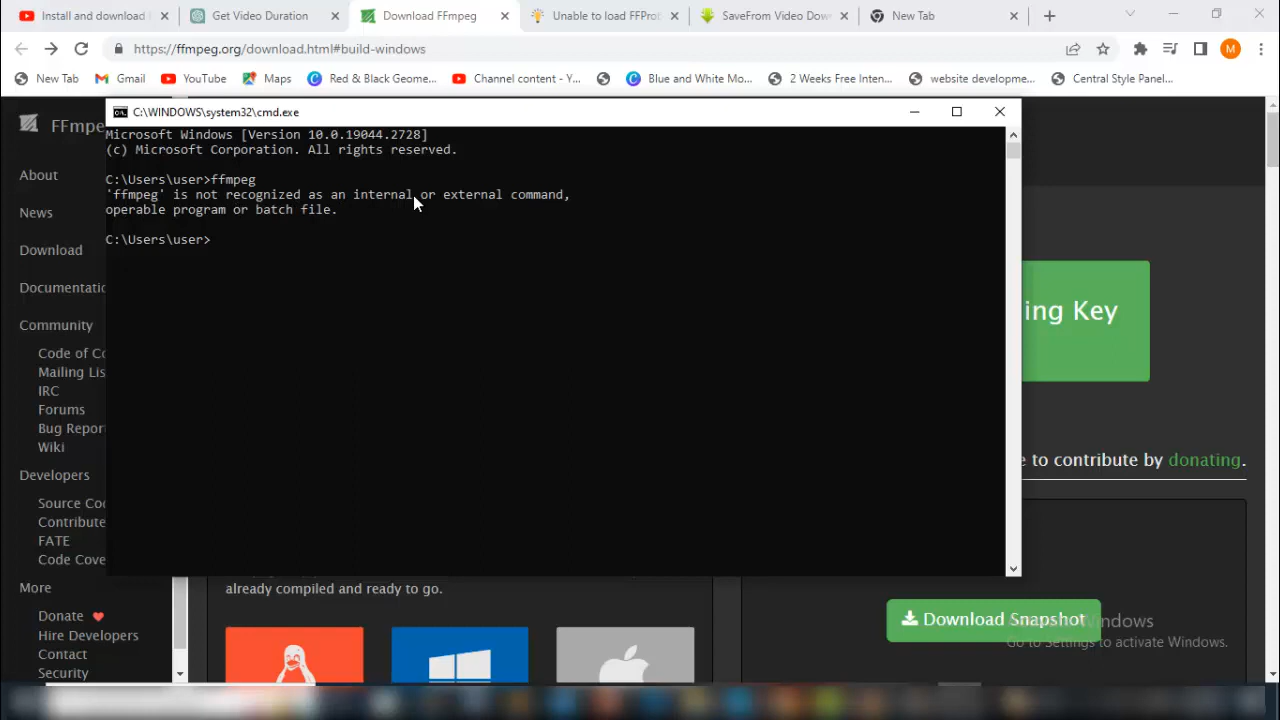 Install and download
Get Video Duration
Download FFmpeg
Unable to load FFPro
SaveFrom Video Dow
New Tab
https://ffmpeg.org/download.html#build-windows
M
New Tab
Gmail
YouTube
Maps
Red & Black Geome...
Channel content - Y...
Blue and White Mo...
2 Weeks Free Inten...
website developme...
Central Style Panel...
C:\WINDOWS\system32\cmd.exe
Microsoft Windows [Version 10.0.19044.2728]
(c) Microsoft Corporation. All rights reserved.
C:\Users\user>ffmpeg
'ffmpeg' is not recognized as an internal or external command,
operable program or batch file.
C:\Users\user>
FFmpe
About
News
Download
Documentatio
Community
Code of Co
Mailing Lis
IRC
Forums
Bug Repor
Wiki
Developers
Source Coc
Contribute
FATE
Code Cove
More
Donate
Hire Developers
Contact
Security
ing Key
e to contribute by donating.
already compiled and ready to go.
Download Snapshot
Activate Windows
Go to Settings to activate Windows.